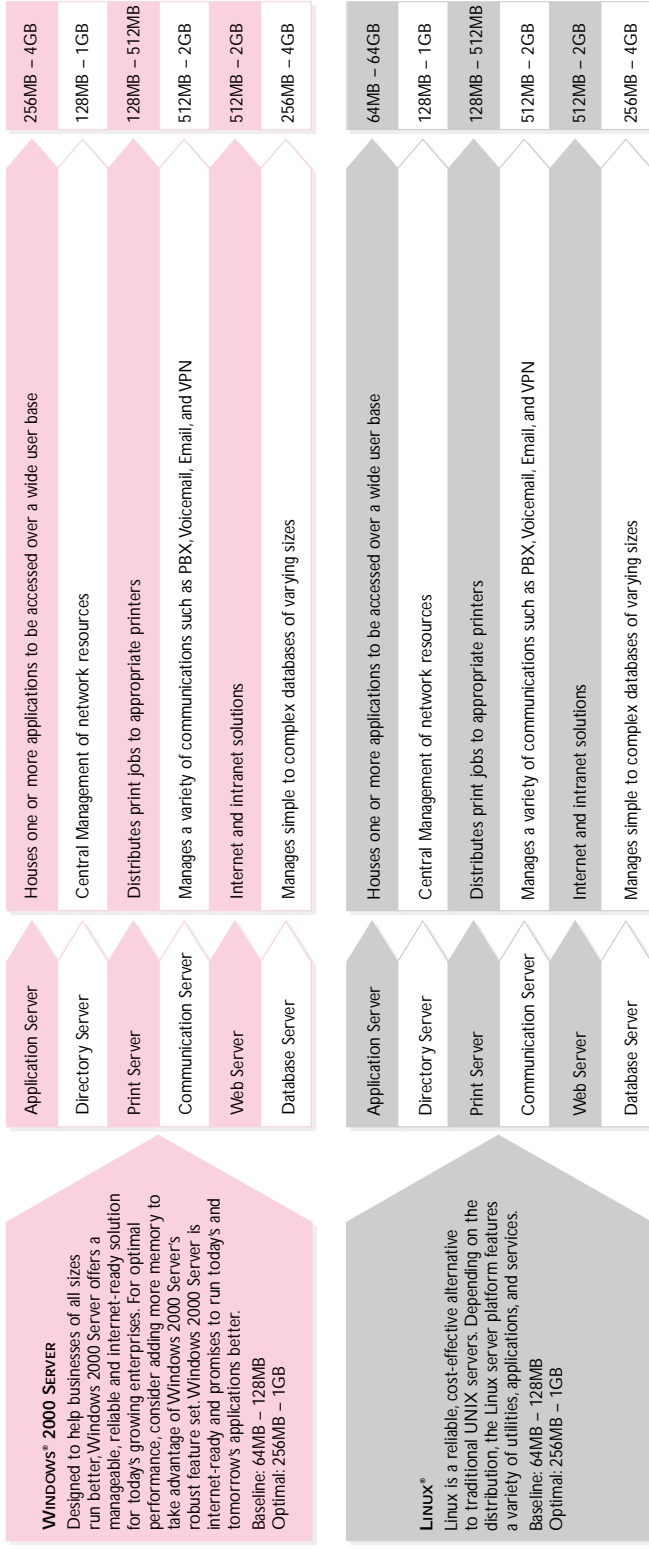 WINDOWS® 2000 SERVER
Designed to help businesses of all sizes
run better, Windows 2000 Server offers a
manageable, reliable and internet-ready solution
for today's growing enterprises. For optimal
performance, consider adding more memory to
take advantage of Windows 2000 Server's
robust feature set. Windows 2000 Server is
internet-ready and promises to run today's and
tomorrow's applications better.
Baseline: 64MB – 128MB
Optimal: 256MB – 1GB
Application Server
Houses one or more applications to be accessed over a wide user base
256MB – 4GB
Directory Server
Central Management of network resources
128MB – 1GB
Print Server
Distributes print jobs to appropriate printers
128MB – 512MB
Communication Server
Manages a variety of communications such as PBX, Voicemail, Email, and VPN
512MB – 2GB
Web Server
Internet and intranet solutions
512MB – 2GB
Database Server
Manages simple to complex databases of varying sizes
256MB – 4GB
LINUX®
Linux is a reliable, cost-effective alternative
to traditional UNIX servers. Depending on the
distribution, the Linux server platform features
a variety of utilities, applications, and services.
Baseline: 64MB – 128MB
Optimal: 256MB – 1GB
Application Server
Houses one or more applications to be accessed over a wide user base
64MB – 64GB
Directory Server
Central Management of network resources
128MB – 1GB
Print Server
Distributes print jobs to appropriate printers
128MB – 512MB
Communication Server
Manages a variety of communications such as PBX, Voicemail, Email, and VPN
512MB – 2GB
Web Server
Internet and intranet solutions
512MB – 2GB
Database Server
Manages simple to complex databases of varying sizes
256MB – 4GB